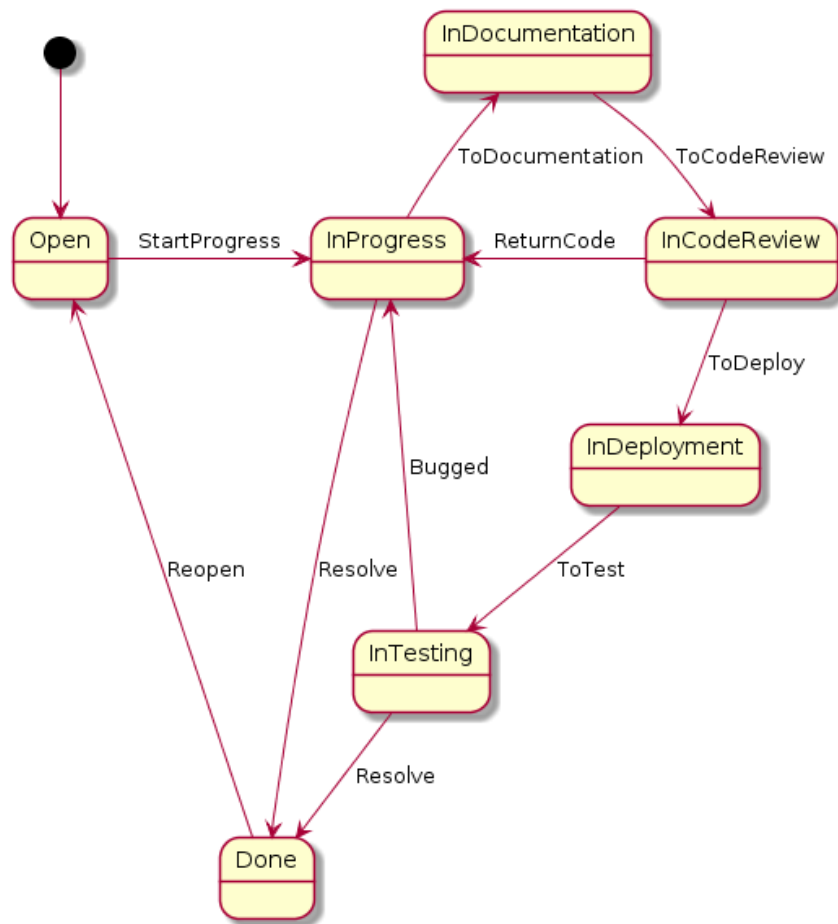 InDocumentation
ToDocumentation
ToCodeReview
Open
StartProgress
InProgress
ReturnCode
InCodeReview
ToDeploy
InDeployment
Bugged
Reopen
Resolve
ToTest
InTesting
Resolve
Done